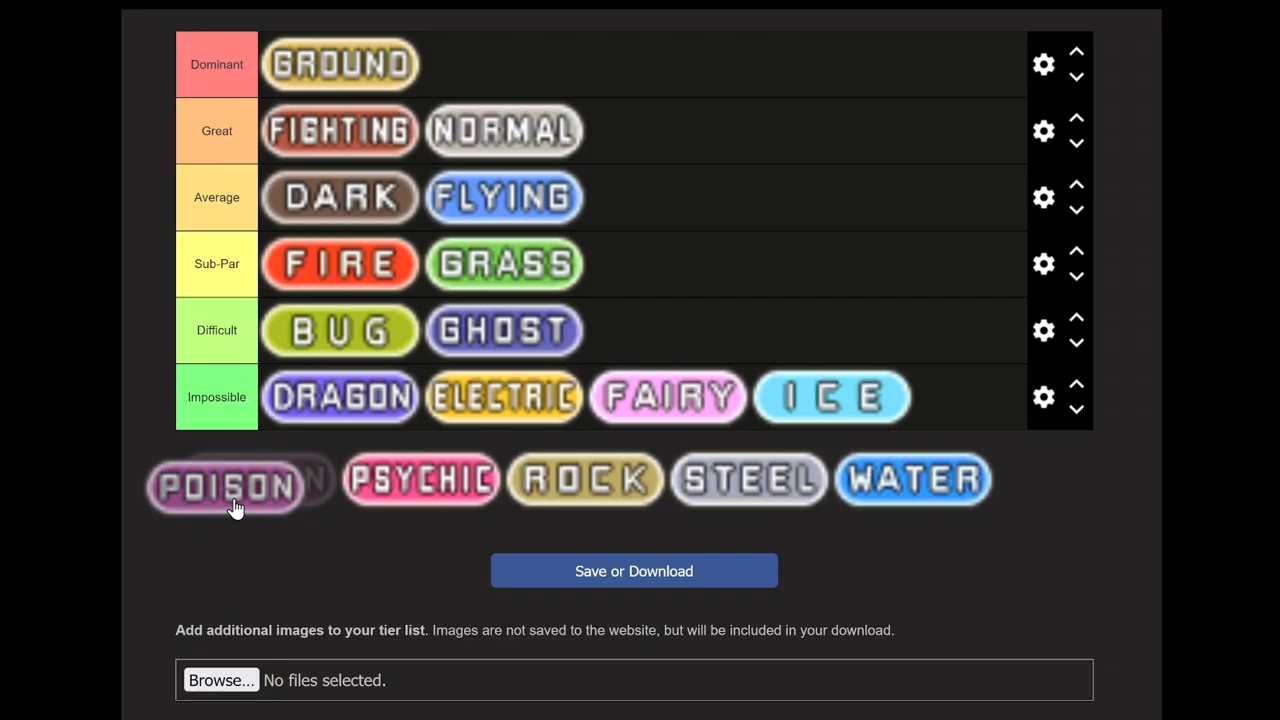 Dominant GROUND
Great FIGHTING NORMAL
Average DARK FLYING
Sub-Par FIRE GRASS
Difficult BUG GHOST
Impossible DRAGON ELECTRIC FAIRY ICE
POISON PSYCHIC ROCK STEEL WATER
Save or Download
Add additional images to your tier list. Images are not saved to the website, but will be included in your download.
Browse... No files selected.